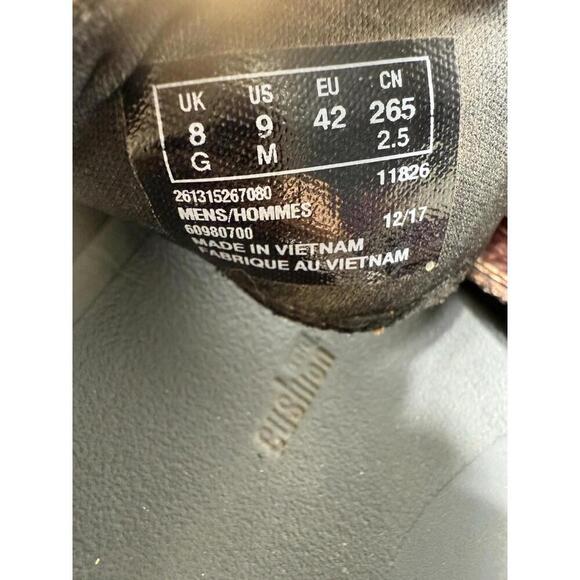 UK US EU CN
8 9 42 265
G M 2.5
261315267080 11826
MENS/HOMMES
60980700 12/17
MADE IN VIETNAM
FABRIQUE AU VIETNAM
cushion